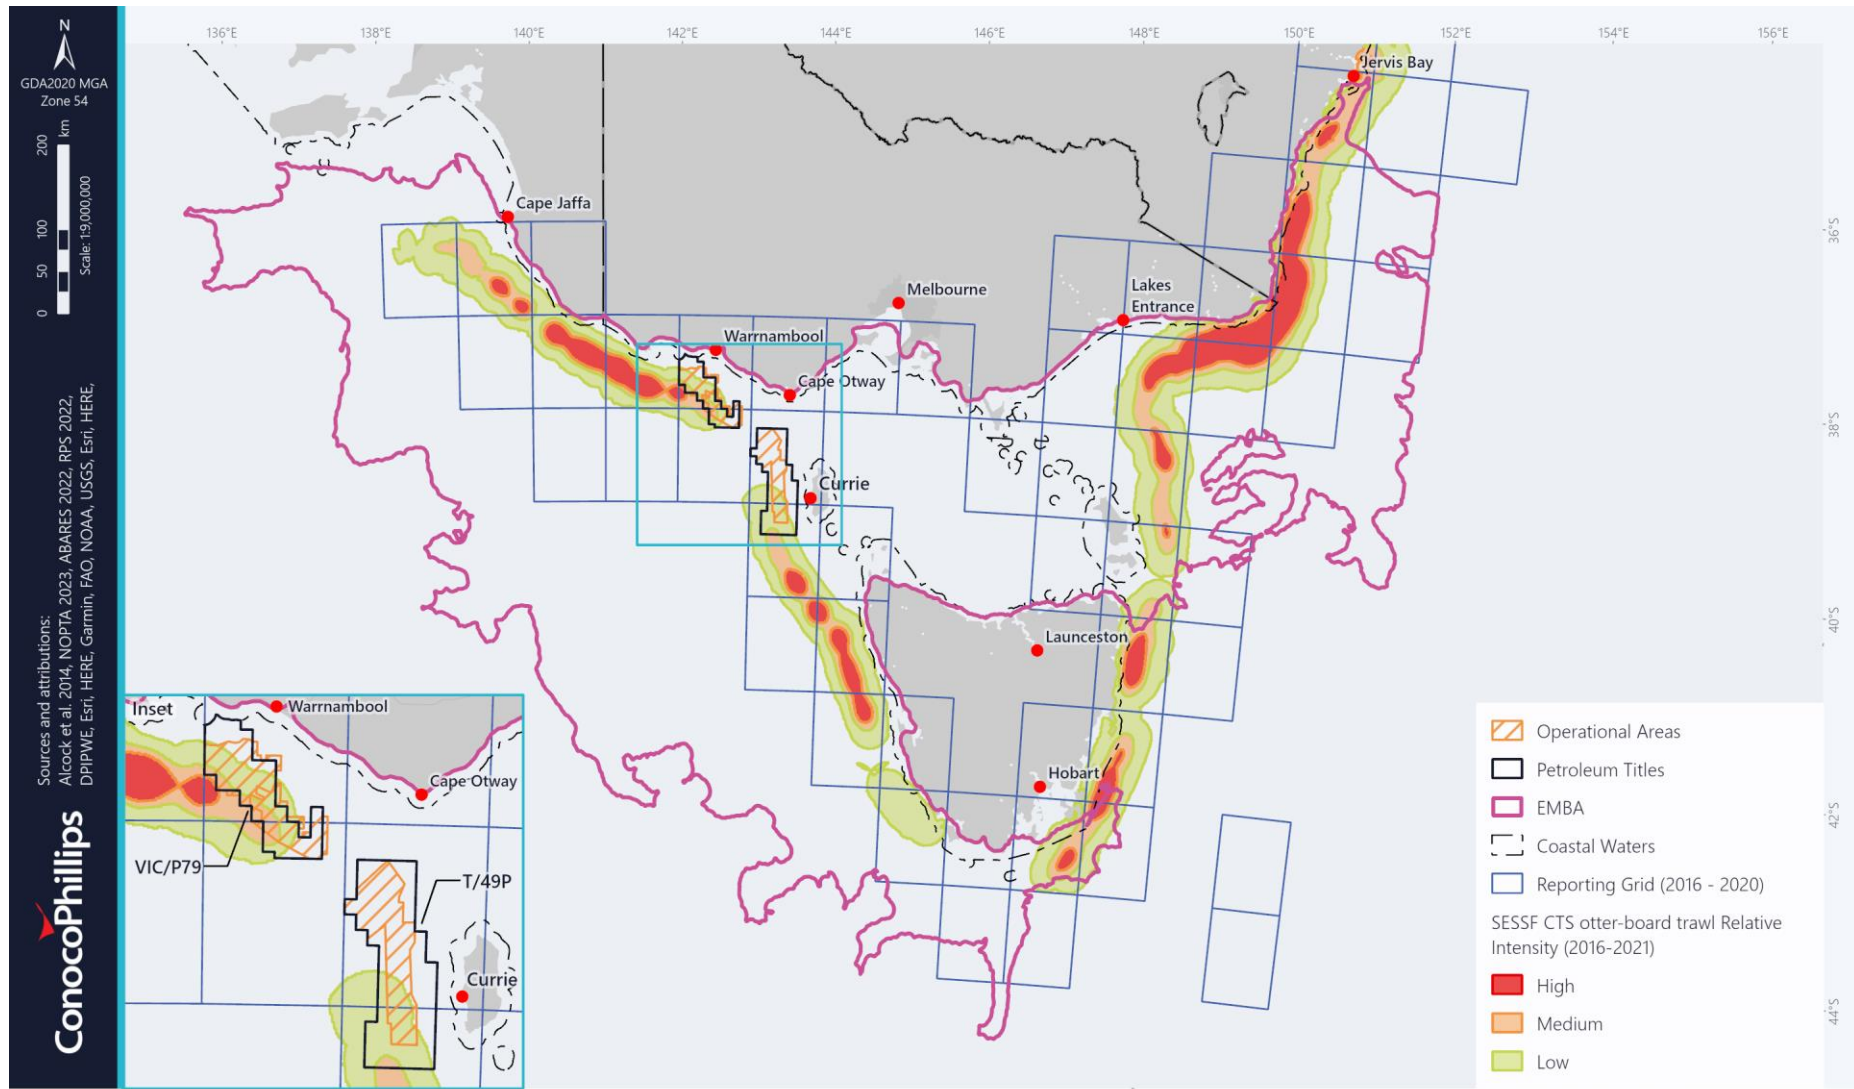 N
GDA2020 MGA
Zone 54
0 50 100 200
km
Scale: 1:9,000,000
Sources and attributions:
Alcock et al. 2014, NOPTA 2023, ABARES 2022, RPS 2022,
DPIPWE, Esri, HERE, Garmin, FAO, NOAA, USGS, Esri, HERE,
ConocoPhillips
136°E 138°E 140°E 142°E 144°E 146°E 148°E 150°E 152°E 154°E 156°E
36°S
38°S
40°S
42°S
44°S
Jervis Bay
Cape Jaffa
Melbourne
Lakes
Entrance
Warrnambool
Cape Otway
Currie
Launceston
Hobart
Inset
Warrnambool
Cape Otway
VIC/P79
T/49P
Currie
Operational Areas
Petroleum Titles
EMBA
Coastal Waters
Reporting Grid (2016 - 2020)
SESSF CTS otter-board trawl Relative
Intensity (2016-2021)
High
Medium
Low